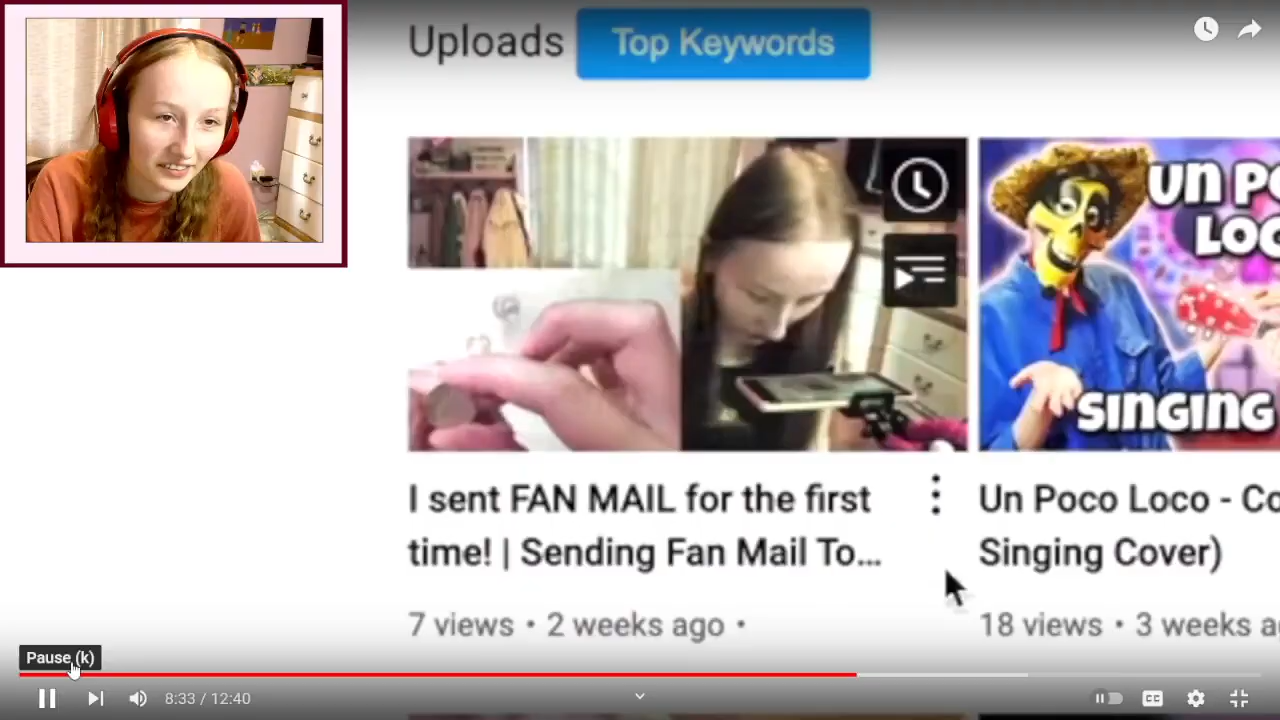 Uploads
Top Keywords
Un P
LOC
SINGING
I sent FAN MAIL for the first
time! | Sending Fan Mail To...
7 views • 2 weeks ago •
Un Poco Loco - Co
Singing Cover)
18 views • 3 weeks a
Pause (k)
8:33 / 12:40
CC